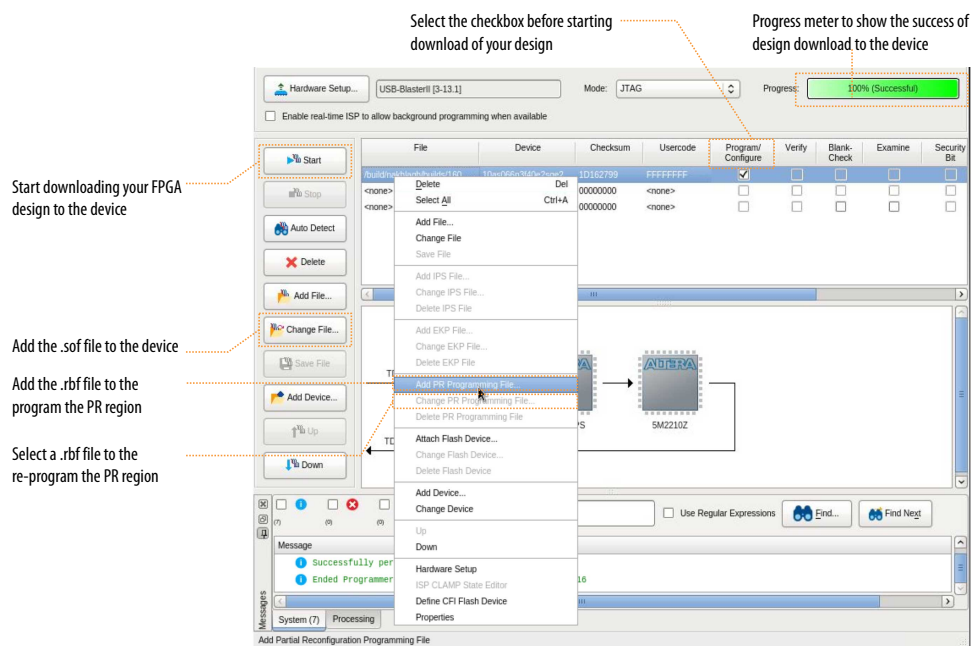 Select the checkbox before starting
download of your design
Progress meter to show the success of
design download to the device
Hardware Setup...
USB-BlasterII [3-13.1]
Mode:
JTAG
Progress:
100% (Successful)
Enable real-time ISP to allow background programming when available
Start downloading your FPGA
design to the device
Add the .sof file to the device
Add the .rbf file to the
program the PR region
Select a .rbf file to the
re-program the PR region
Start
Stop
Auto Detect
Delete
Add File...
Change File...
Save File
Add Device...
Up
Down
File Device Checksum Usercode Program/ Verify Blank- Examine Security
Configure Check Bit
1D162799 FFFFFFFF
<none> 00000000 <none>
<none> 00000000 <none>
Delete Del
Select All Ctrl+A
Add File...
Change File
Save File
Add IPS File...
Change IPS File...
Delete IPS File
Add EKP File...
Change EKP File...
Delete EKP File
Add PR Programming File...
Change PR Programming File...
Delete PR Programming File
Attach Flash Device...
Change Flash Device...
Delete Flash Device
Add Device...
Change Device
Up
Down
Hardware Setup
ISP CLAMP State Editor
Define CFI Flash Device
Properties
ALTERA
5M2210Z
(7) (0) (0)
Use Regular Expressions
Find...
Find Next
Message
Successfully per
Ended Programmer 16
Messages
System (7)
Processing
Add Partial Reconfiguration Programming File